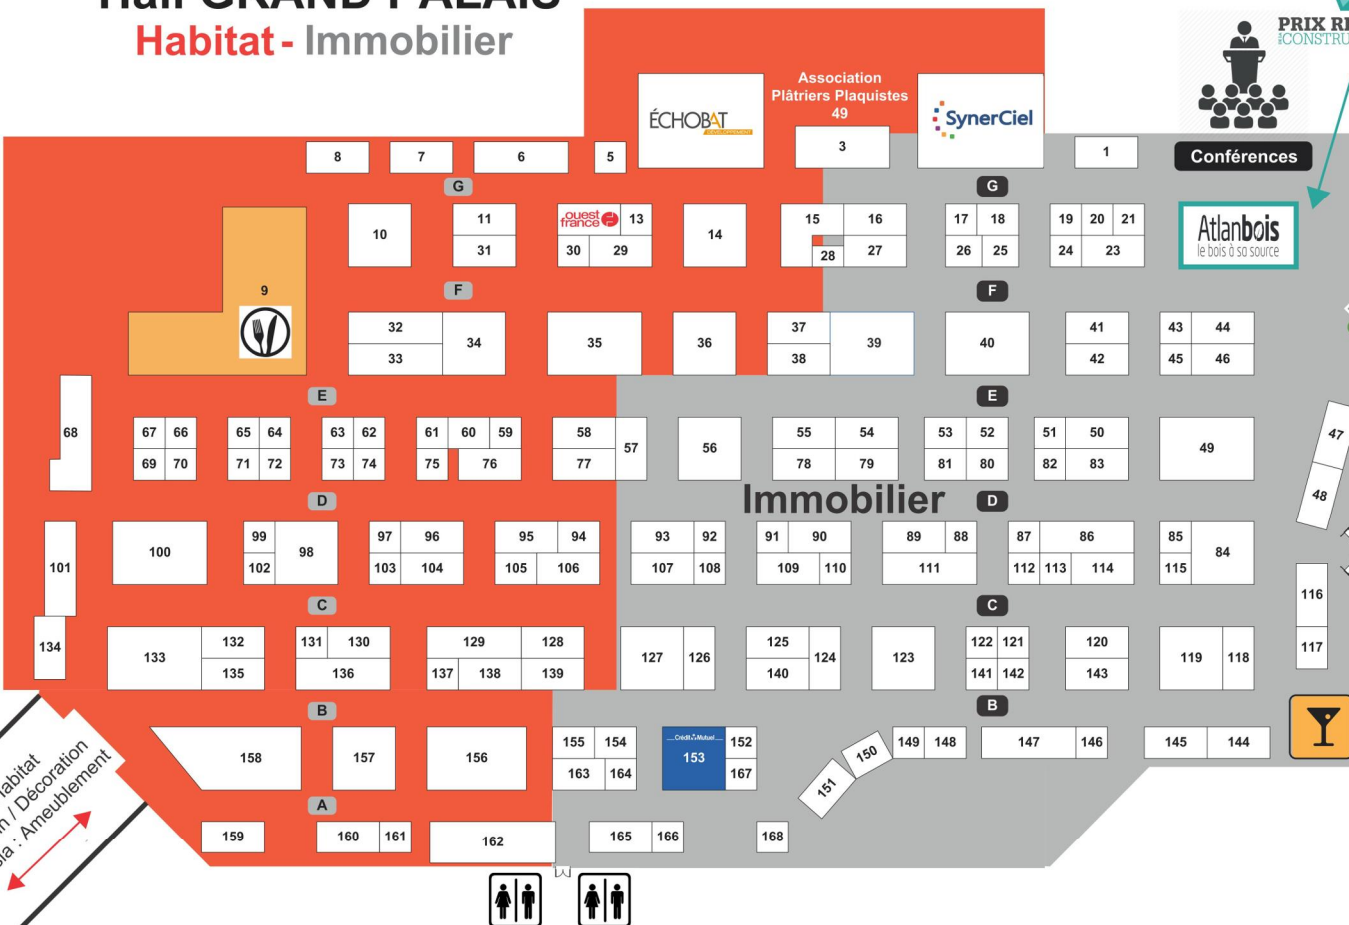 Hall GRAND PALAIS
Habitat - Immobilier
PRIX RE
CONSTRU
Association
Plâtriers Plaquistes
49
ÉCHOBAT
DÉVELOPPEMENT
SynerCiel
3
1
Conférences
8 7 6 5
G G
10 11 ouest
france 13 14 15 16 17 18 19 20 21
Atlanbois
le bois à sa source
31 30 29 28 27 26 25 24 23
9
F F
32 34 35 36 37 39 40 41 43 44
33 38 42 45 46
E E
68 67 66 65 64 63 62 61 60 59 58 57 56 55 54 53 52 51 50 49 47
69 70 71 72 73 74 75 76 77 78 79 81 80 82 83 48
Immobilier
D D
101 100 99 98 97 96 95 94 93 92 91 90 89 88 87 86 85 84
102 103 104 105 106 107 108 109 110 111 112 113 114 115 116
C C
134 133 132 131 130 129 128 127 126 125 124 123 122 121 120 119 118 117
135 136 137 138 139 140 141 142 143
B B
158 157 156 155 154 Crédit Mutuel 152 150 149 148 147 146 145 144
153
163 164 167 151
A
159 160 161 162 165 166 168
abitat
n / Décoration
sia : Ameublement